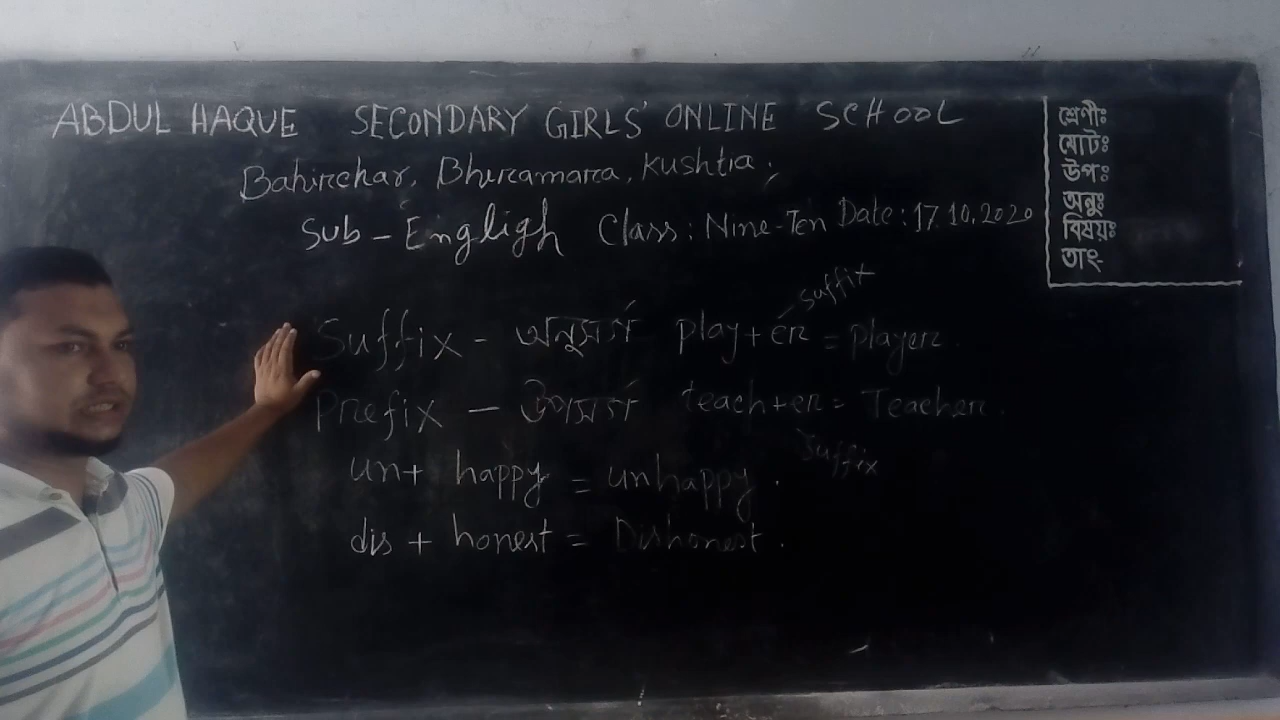 ABDUL HAQUE SECONDARY GIRLS' ONLINE SCHOOL
Bahirchar, Bheramara, Kushtia;
Sub - Engligh Class: Nine-Ten Date: 17.10.2020
শ্রেণীঃ
মোটঃ
উপঃ
অনুঃ
বিষয়ঃ
তাং-
suffix
Suffix - অনুসর্গ play + er = player.
Prefix - উপসর্গ teach + er = Teacher.
Suffix
un + happy = unhappy.
dis + honest = Dishonest.